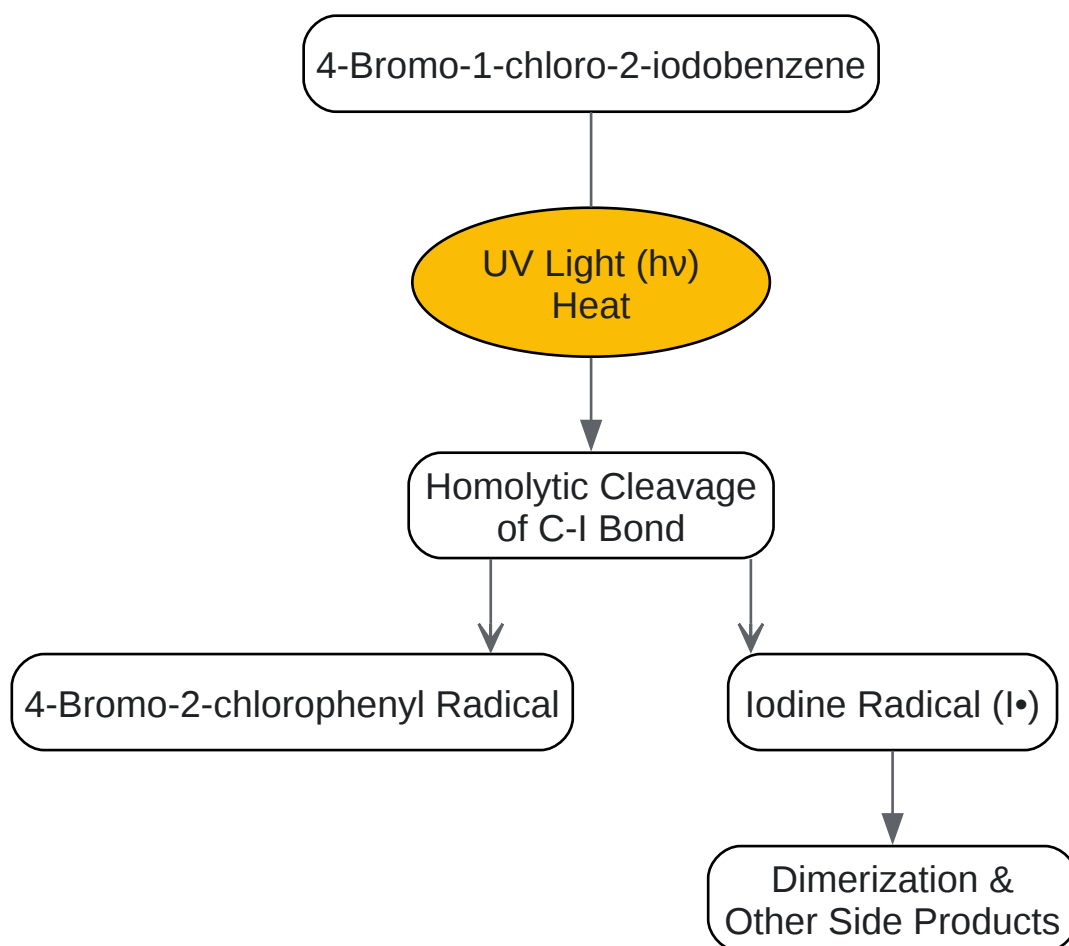 4-Bromo-1-chloro-2-iodobenzene
UV Light (hν)
Heat
Homolytic Cleavage
of C-I Bond
4-Bromo-2-chlorophenyl Radical
Iodine Radical (I•)
Dimerization &
Other Side Products